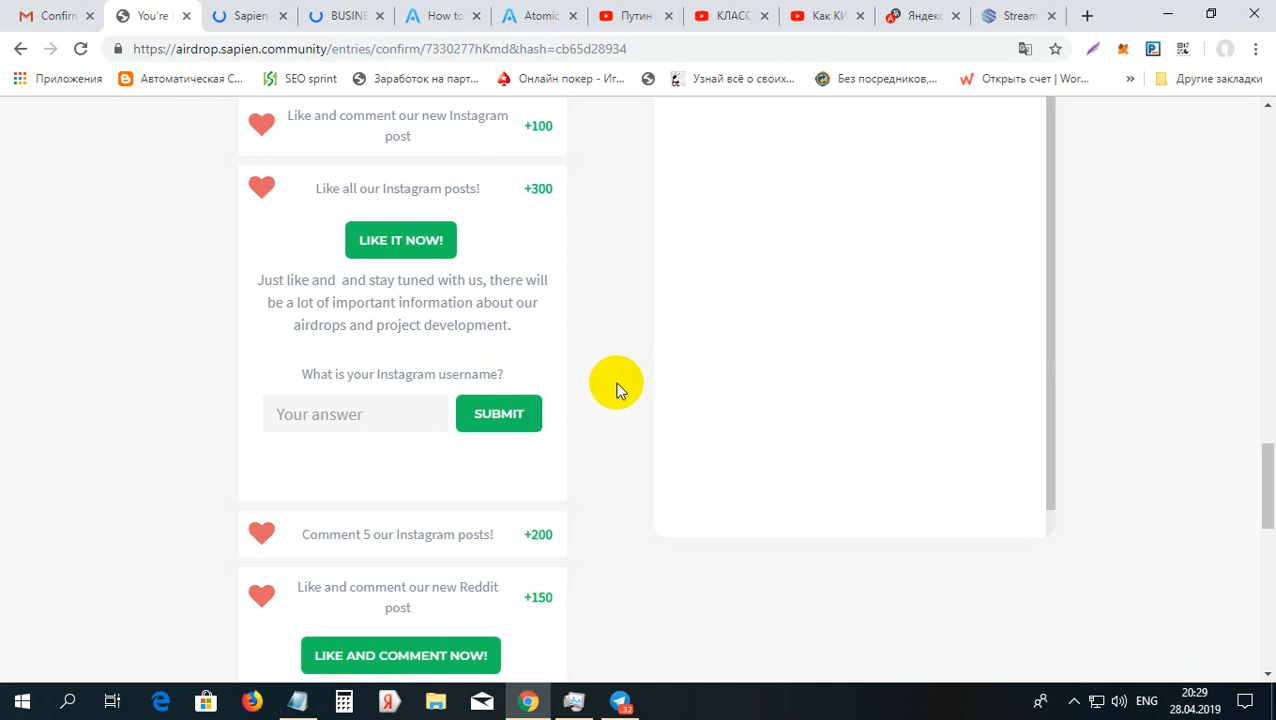 Confirm
You're i
Sapien
BUSINE
How to
Atomic
Путин
КЛАСС
Как КИ
Яндекс
Stream
https://airdrop.sapien.community/entries/confirm/7330277hKmd&hash=cb65d28934
Приложения
Автоматическая С...
SEO sprint
Заработок на парт...
Онлайн покер - Иг...
Узнай всё о своих...
Без посредников,...
Открыть счет | Wor...
»
Другие закладки
Like and comment our new Instagram
post
+100
Like all our Instagram posts!
+300
LIKE IT NOW!
Just like and and stay tuned with us, there will
be a lot of important information about our
airdrops and project development.
What is your Instagram username?
Your answer
SUBMIT
Comment 5 our Instagram posts!
+200
Like and comment our new Reddit
post
+150
LIKE AND COMMENT NOW!
32
ENG
20:29
28.04.2019